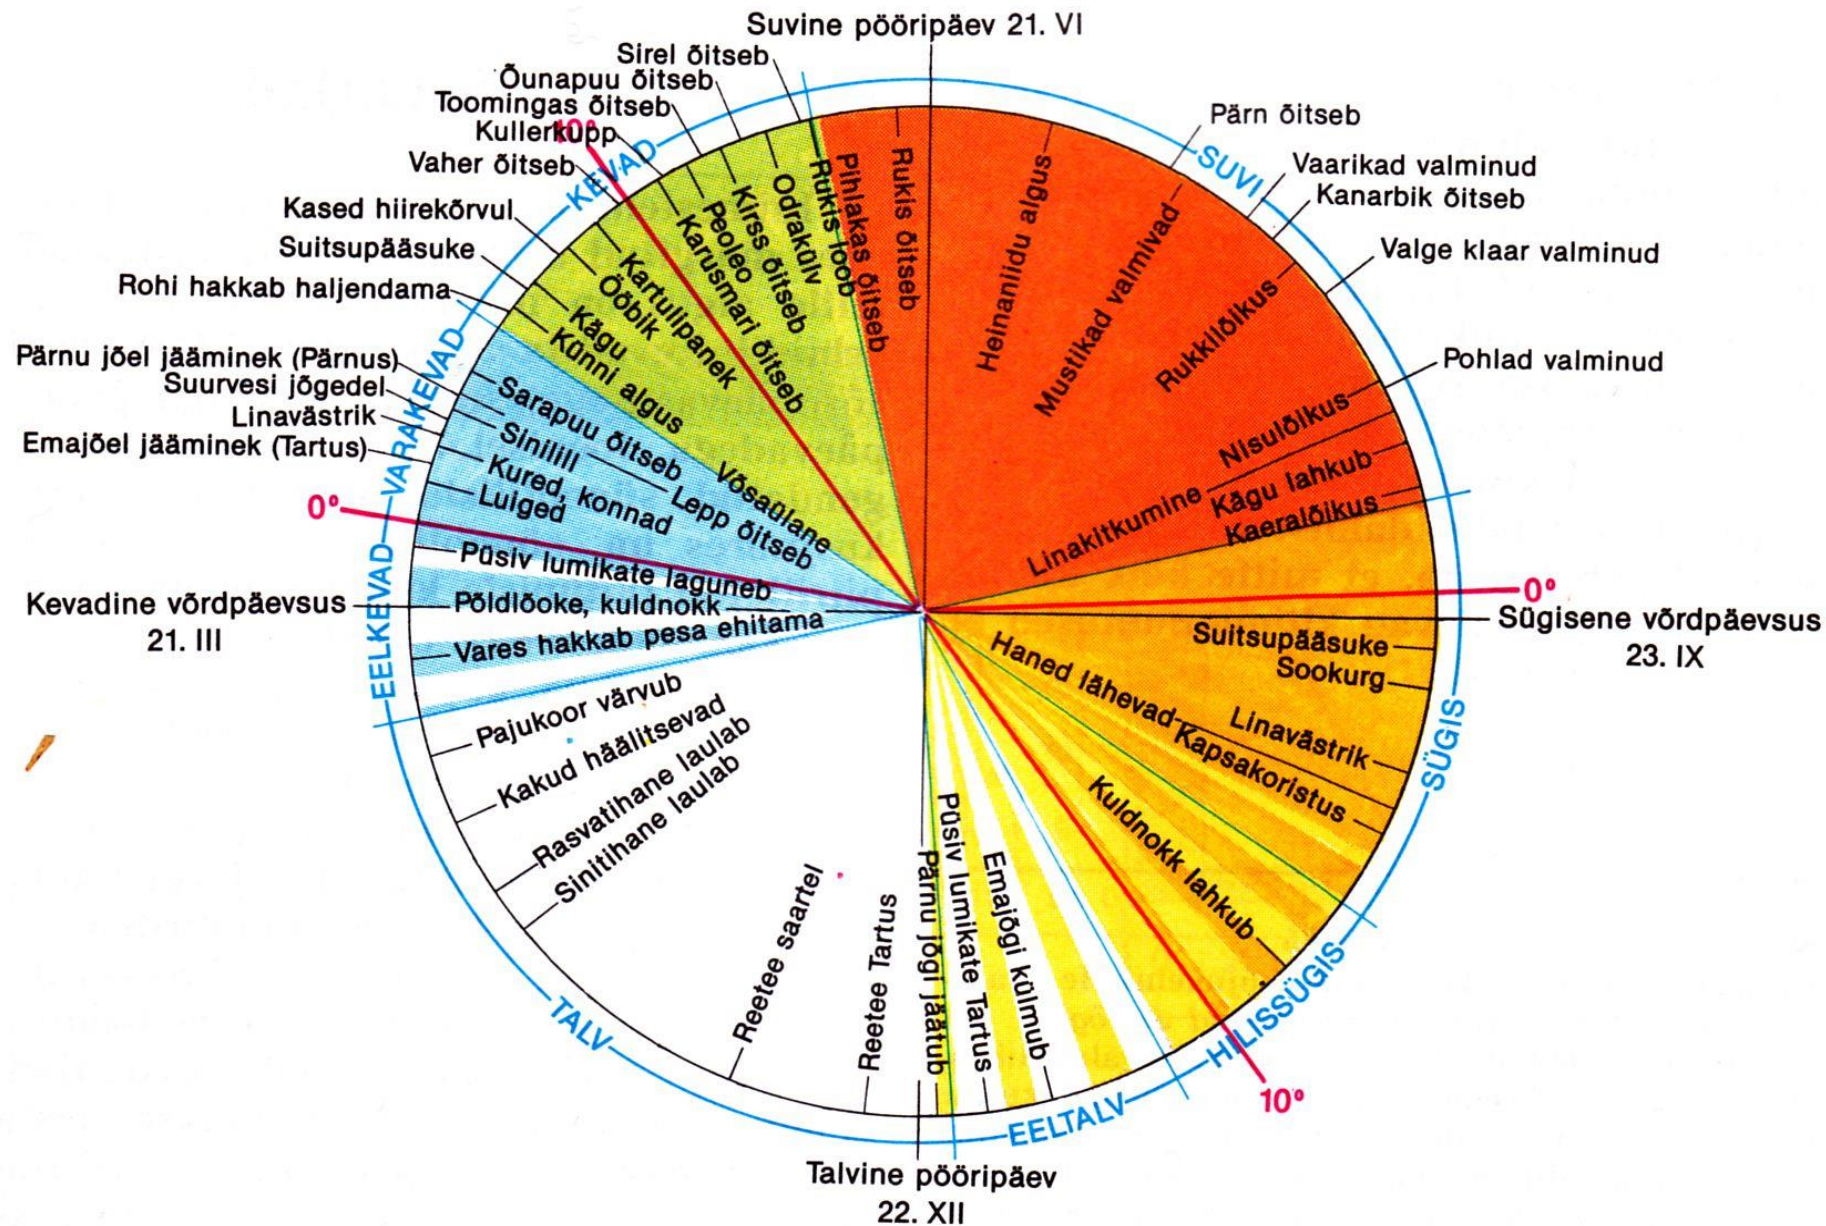 Suvine pööripäev 21. VI
Sirel õitseb
Õunapuu õitseb
Toomingas õitseb
Kullerkupp
10°
Vaher õitseb
Kased hiirekõrvul
Suitsupääsuke
Rohi hakkab haljendama
Pärnu jõel jääminek (Pärnus)
Suurvesi jõgedel
Linavästrik
Emajõel jääminek (Tartus)
0°
Kevadine võrdpäevsus
21. III
Pärn õitseb
Vaarikad valminud
Kanarbik õitseb
Valge klaar valminud
Pohlad valminud
0°
Sügisene võrdpäevsus
23. IX
10°
Talvine pööripäev
22. XII
KEVAD
SUVI
SÜGIS
HILISSÜGIS
EELTALV
TALV
EELKEVAD
VARAKEVAD
Rukis õitseb
Pihlakas õitseb
Rukis loob
Odrakülv
Kirss õitseb
Peoleo
Karusmari õitseb
Kartulipanek
Ööbik
Kägu
Künni algus
Võsaülane
Sarapuu õitseb
Sinilill
Lepp õitseb
Kured, konnad
Luiged
Püsiv lumikate laguneb
Põldlõoke, kuldnokk
Vares hakkab pesa ehitama
Pajukoor värvub
Kakud häälitsevad
Rasvatihane laulab
Sinitihane laulab
Reetee saartel
Reetee Tartus
Pärnu jõgi jäätub
Püsiv lumikate Tartus
Emajõgi külmub
Kuldnokk lahkub
Kapsakoristus
Haned lähevad
Linavästrik
Sookurg
Suitsupääsuke
Kaeralõikus
Kägu lahkub
Linakitkumine
Nisulõikus
Rukkilõikus
Mustikad valmivad
Heinaniidu algus